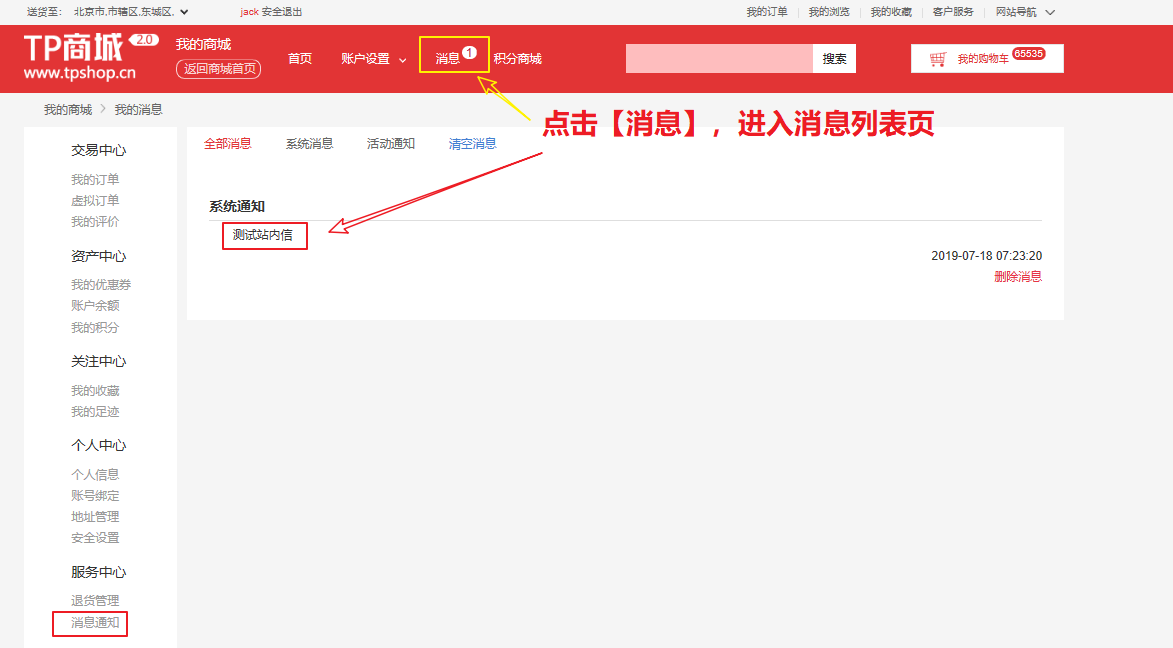 送货至： 北京市,市辖区,东城区, jack 安全退出 我的订单 我的浏览 我的收藏 客户服务 网站导航
TP商城 2.0
www.tpshop.cn
我的商城
返回商城首页
首页 账户设置 消息 1 积分商城 搜索 我的购物车 65535
我的商城 > 我的消息
点击【消息】，进入消息列表页
交易中心
我的订单
虚拟订单
我的评价
资产中心
我的优惠券
账户余额
我的积分
关注中心
我的收藏
我的足迹
个人中心
个人信息
账号绑定
地址管理
安全设置
服务中心
退货管理
消息通知
全部消息 系统消息 活动通知 清空消息
系统通知
测试站内信
2019-07-18 07:23:20
删除消息